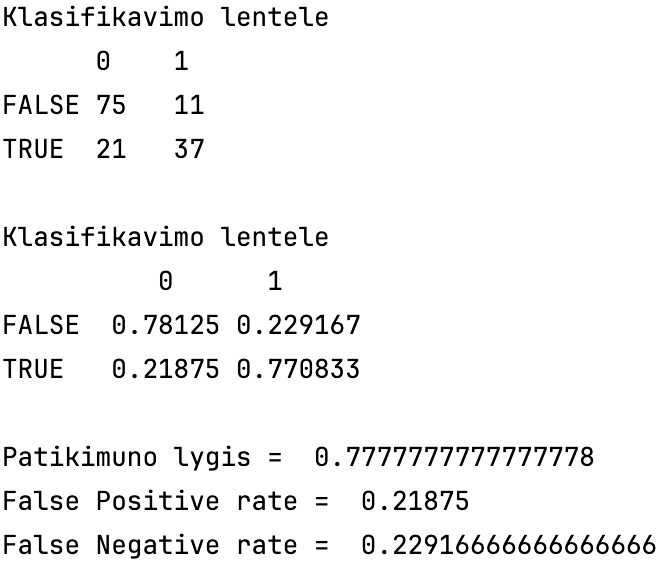 Klasifikavimo lentele
0 1
FALSE 75 11
TRUE 21 37
Klasifikavimo lentele
0 1
FALSE 0.78125 0.229167
TRUE 0.21875 0.770833
Patikimuno lygis = 0.7777777777777778
False Positive rate = 0.21875
False Negative rate = 0.22916666666666666